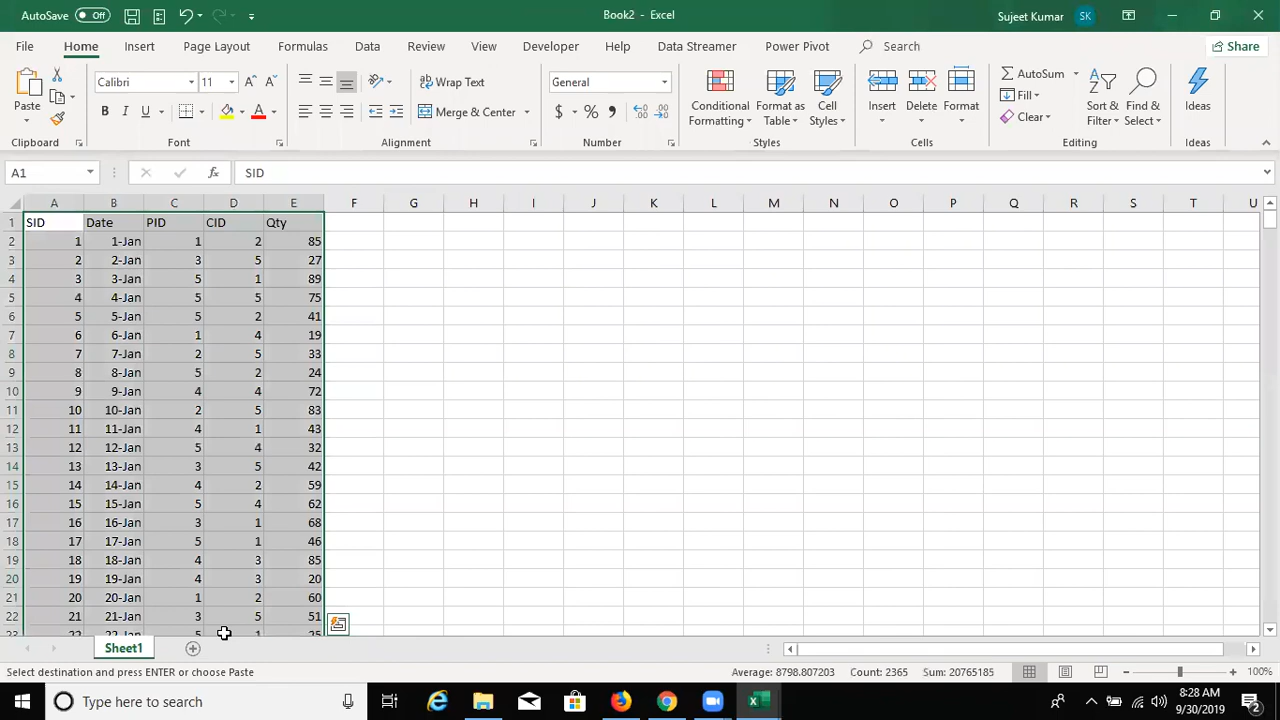 AutoSave Off Book2 - Excel Sujeet Kumar SK
File Home Insert Page Layout Formulas Data Review View Developer Help Data Streamer Power Pivot Search Share
Paste Calibri 11 Wrap Text General Conditional Formatting Format as Table Cell Styles Insert Delete Format AutoSum Fill Clear Sort & Filter Find & Select Ideas
B I U Merge & Center $ % ,
Clipboard Font Alignment Number Styles Cells Editing Ideas
A1 fx SID
A B C D E F G H I J K L M N O P Q R S T U
1 SID Date PID CID Qty
2 1 1-Jan 1 2 85
3 2 2-Jan 3 5 27
4 3 3-Jan 5 1 89
5 4 4-Jan 5 5 75
6 5 5-Jan 5 2 41
7 6 6-Jan 1 4 19
8 7 7-Jan 2 5 33
9 8 8-Jan 5 2 24
10 9 9-Jan 4 4 72
11 10 10-Jan 2 5 83
12 11 11-Jan 4 1 43
13 12 12-Jan 5 4 32
14 13 13-Jan 3 5 42
15 14 14-Jan 4 2 59
16 15 15-Jan 5 4 62
17 16 16-Jan 3 1 68
18 17 17-Jan 5 1 46
19 18 18-Jan 4 3 85
20 19 19-Jan 4 3 20
21 20 20-Jan 1 2 60
22 21 21-Jan 3 5 51
23 22 22-Jan 5 1 25
Sheet1
Select destination and press ENTER or choose Paste Average: 8798.807203 Count: 2365 Sum: 20765185 100%
Type here to search 8:28 AM
9/30/2019 2